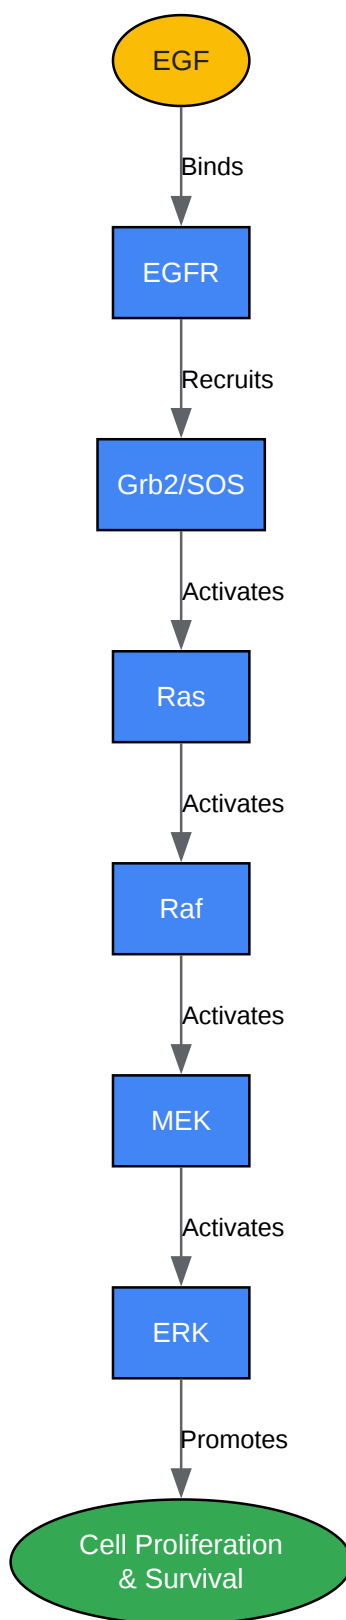 EGF
Binds
EGFR
Recruits
Grb2/SOS
Activates
Ras
Activates
Raf
Activates
MEK
Activates
ERK
Promotes
Cell Proliferation
& Survival